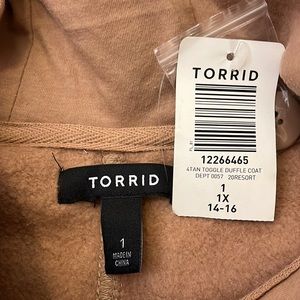 TORRID
12266465
4TAN TOGGLE DUFFLE COAT
DEPT 0057 20RESORT
1
1X
14-16
TORRID
1
MADE IN
CHINA